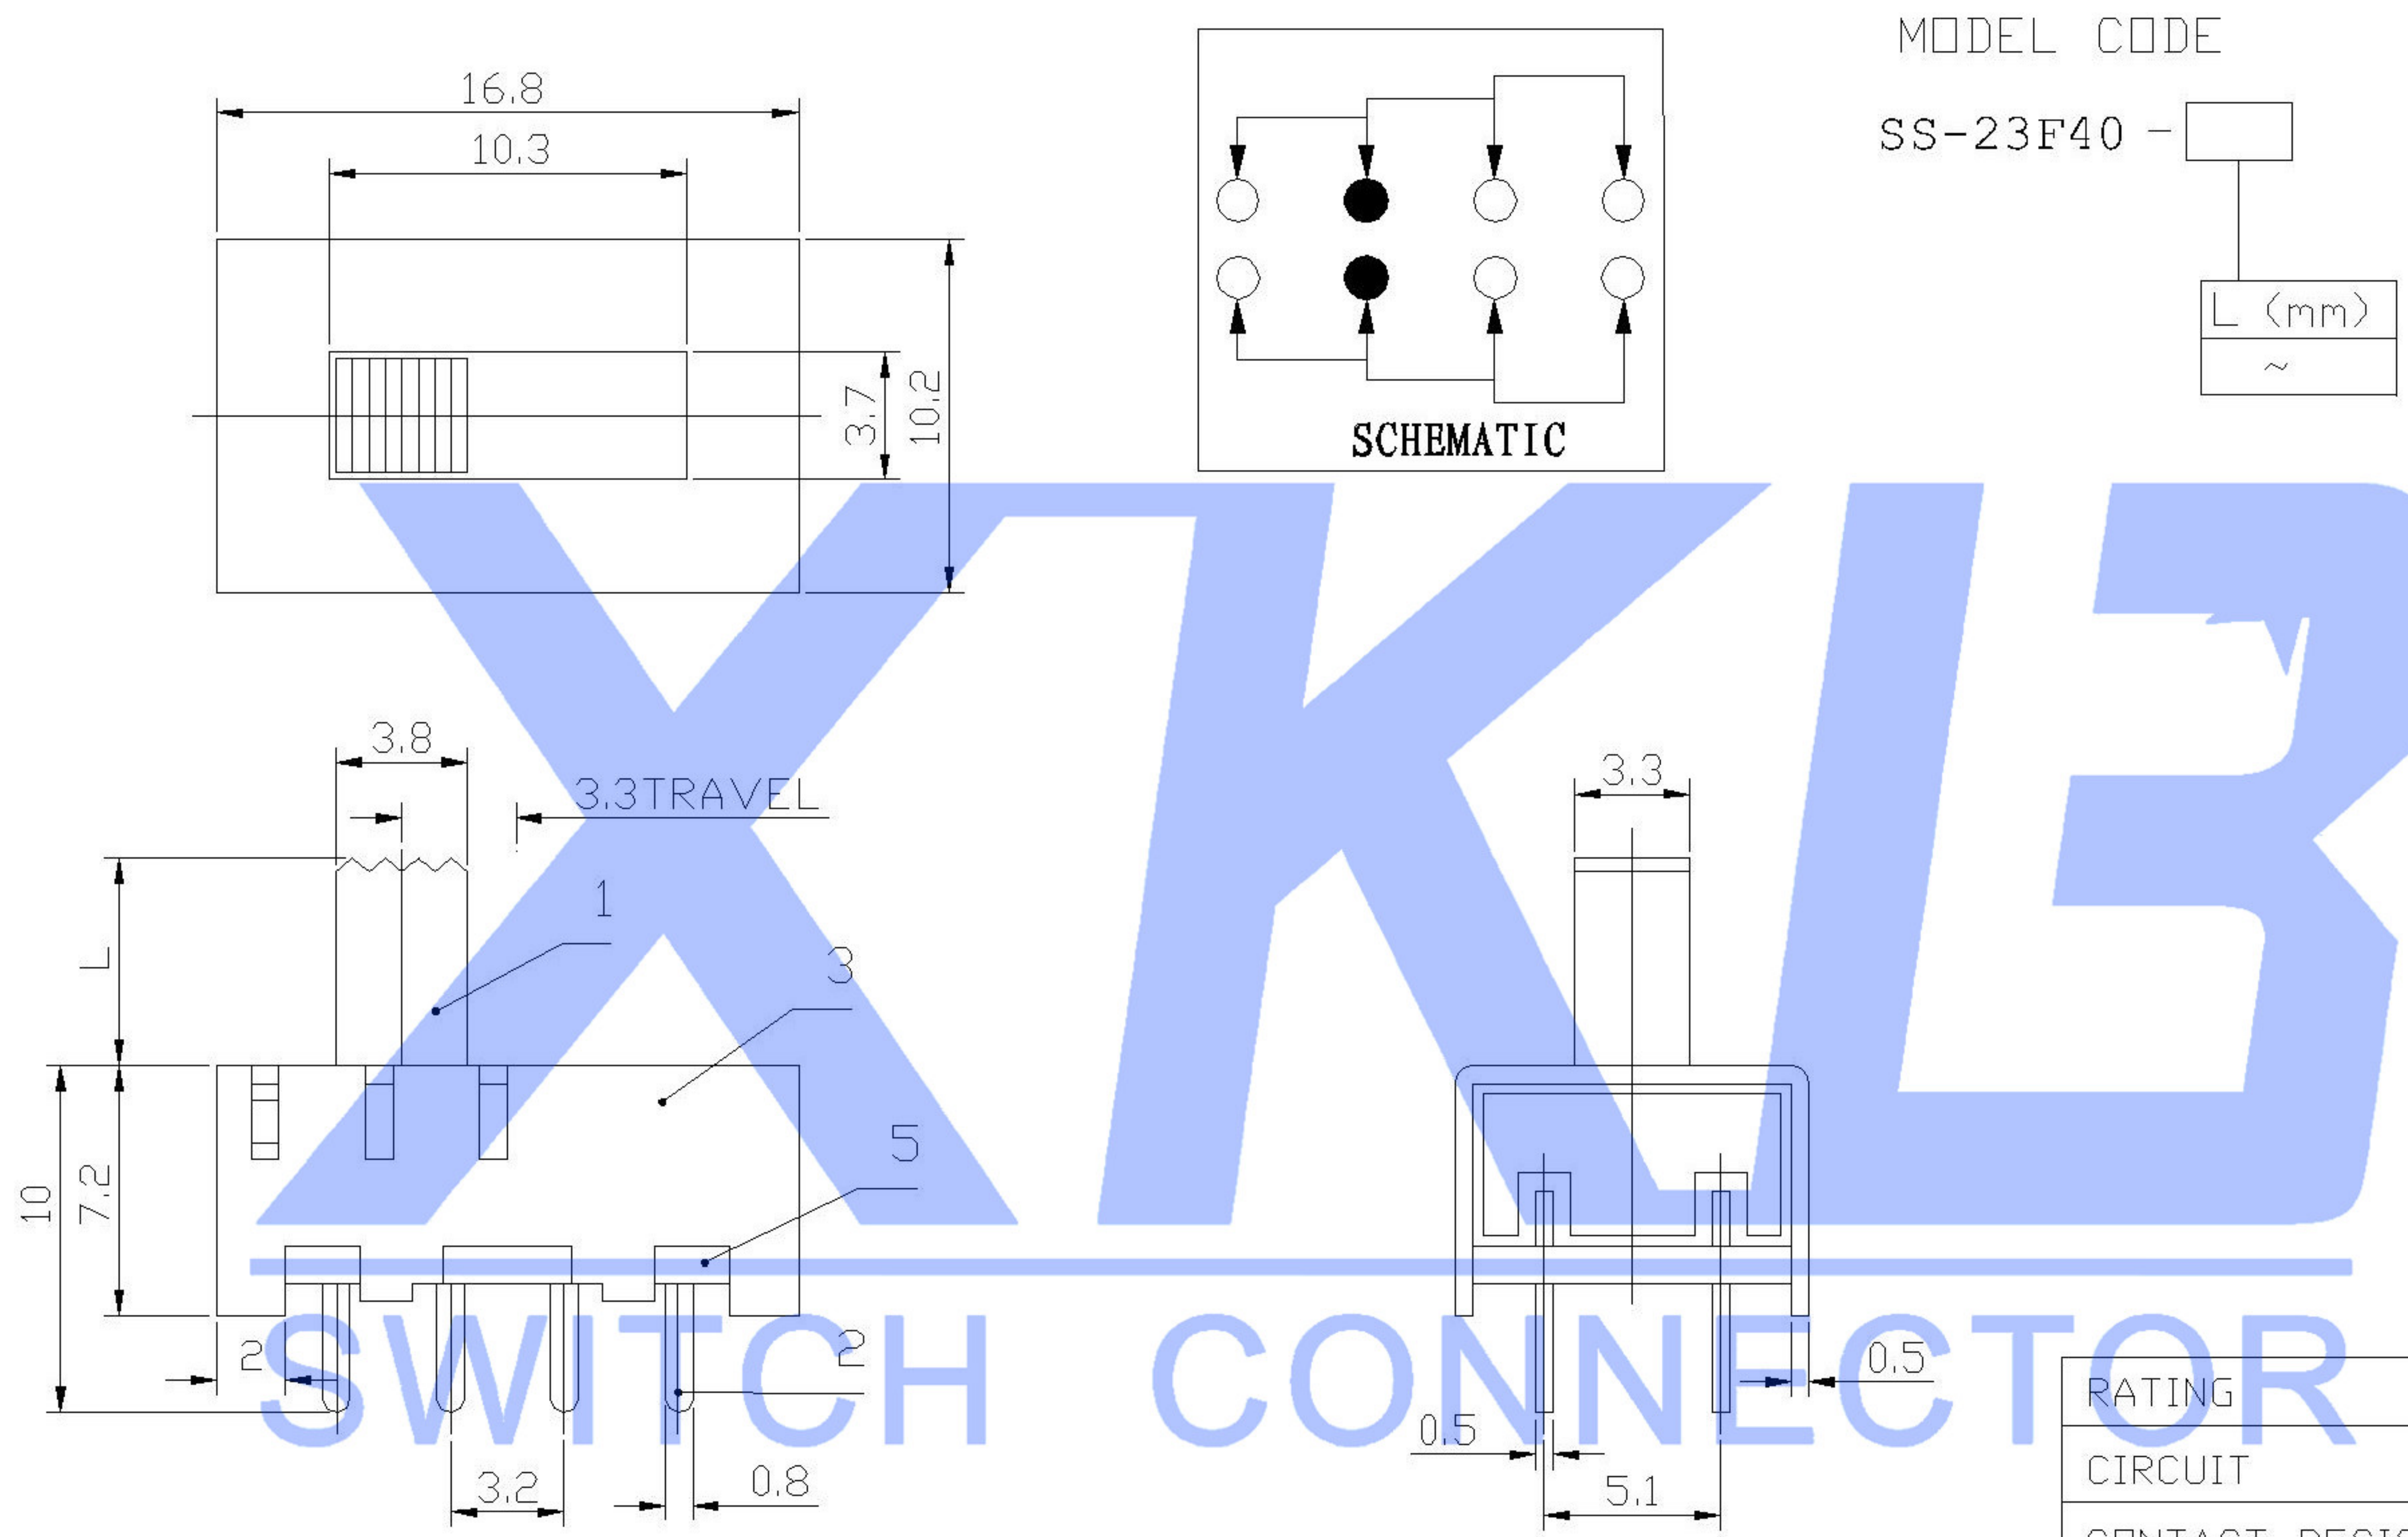 MODEL CODE
SS-23F40 -
L (mm)
~
16.8
10.3
3.7
10.2
SCHEMATIC
3.8
3.3TRAVEL
3.3
1
3
L
5
10
7.2
2
2
0.5
0.5
3.2
0.8
5.1
XKB
SWITCH CONNECTOR
RATING
CIRCUIT